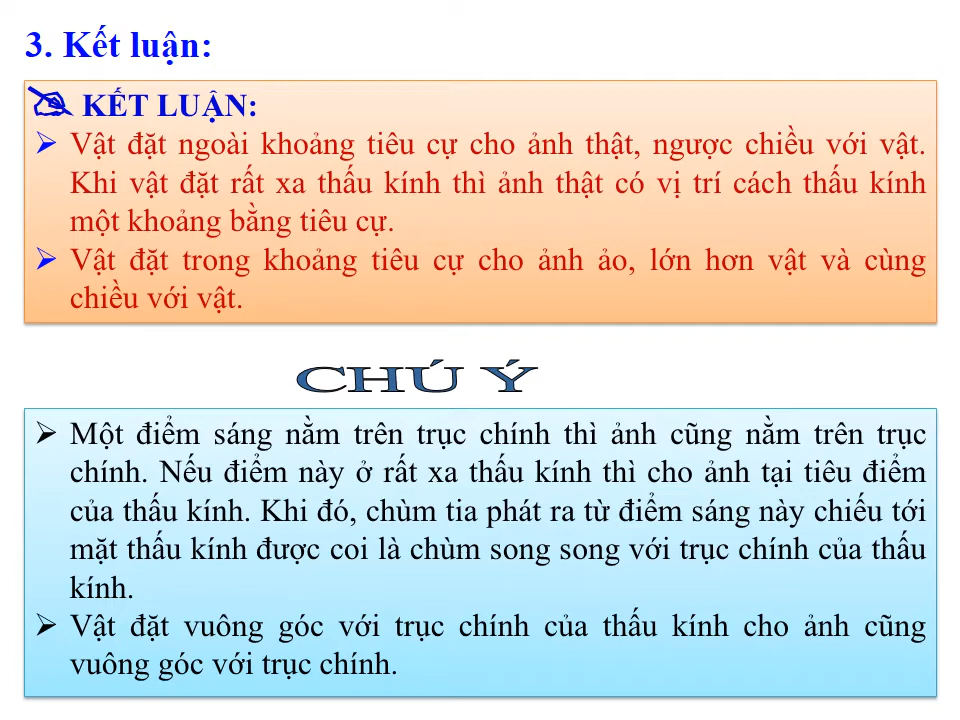 3. Kết luận:
KẾT LUẬN:
Vật đặt ngoài khoảng tiêu cự cho ảnh thật, ngược chiều với vật.
Khi vật đặt rất xa thấu kính thì ảnh thật có vị trí cách thấu kính
một khoảng bằng tiêu cự.
Vật đặt trong khoảng tiêu cự cho ảnh ảo, lớn hơn vật và cùng
chiều với vật.
CHÚ Ý
Một điểm sáng nằm trên trục chính thì ảnh cũng nằm trên trục
chính. Nếu điểm này ở rất xa thấu kính thì cho ảnh tại tiêu điểm
của thấu kính. Khi đó, chùm tia phát ra từ điểm sáng này chiếu tới
mặt thấu kính được coi là chùm song song với trục chính của thấu
kính.
Vật đặt vuông góc với trục chính của thấu kính cho ảnh cũng
vuông góc với trục chính.